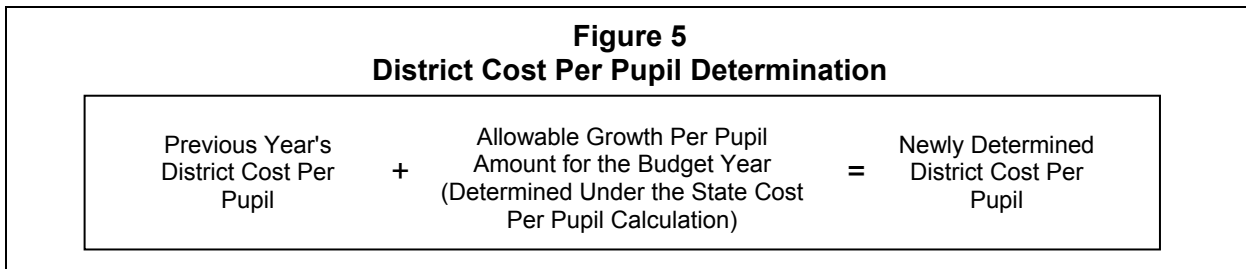 Figure 5
District Cost Per Pupil Determination
Previous Year's
District Cost Per
Pupil
+
Allowable Growth Per Pupil
Amount for the Budget Year
(Determined Under the State Cost
Per Pupil Calculation)
=
Newly Determined
District Cost Per
Pupil